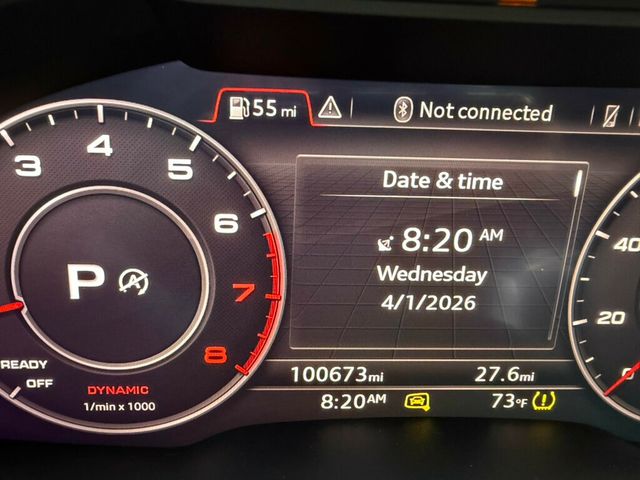 55 mi
Not connected
3
4
5
6
7
8
P
A
READY
OFF
DYNAMIC
1/min x 1000
Date & time
8:20 AM
Wednesday
4/1/2026
100673mi
27.6mi
8:20AM
73°F
40
20
0